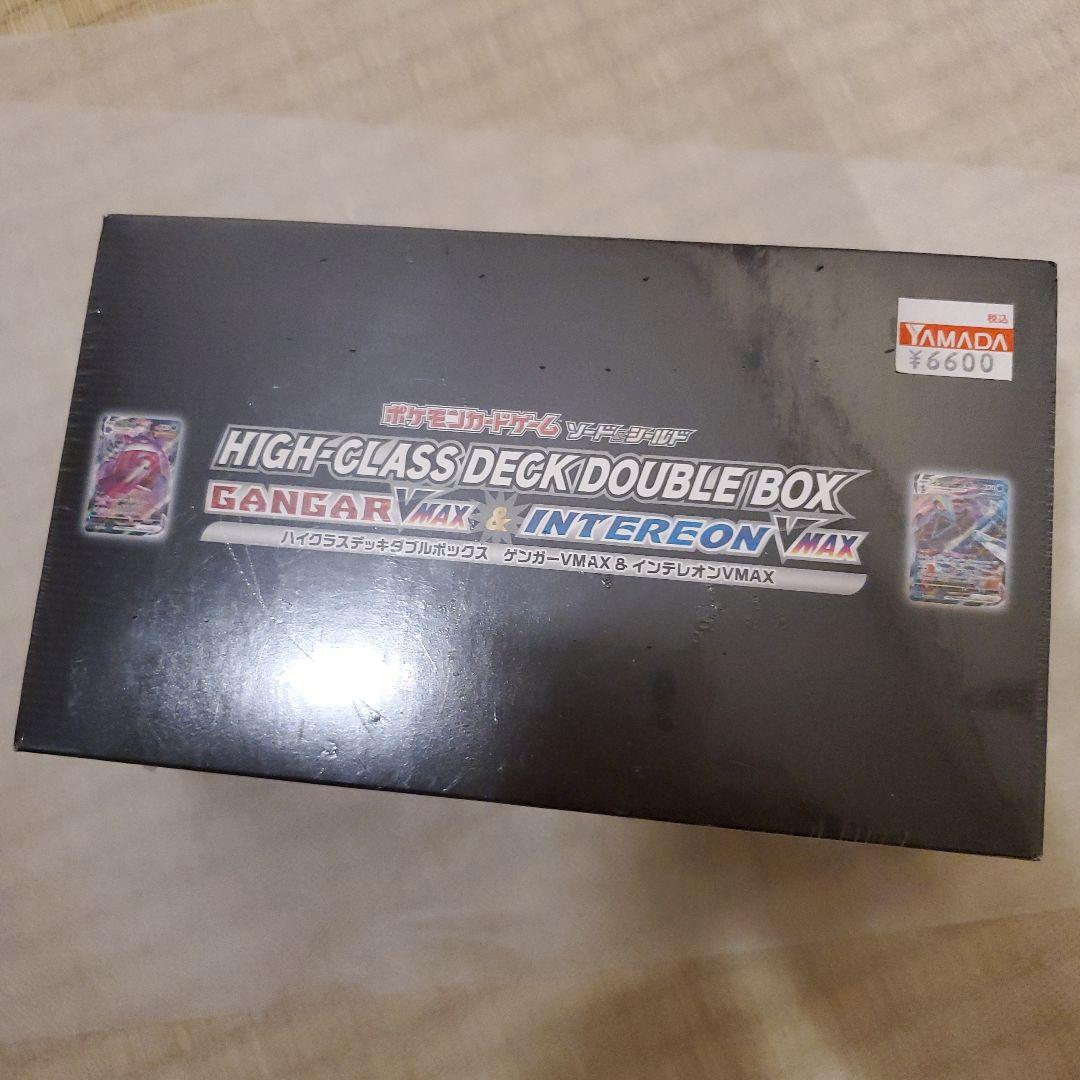 税込
YAMADA
¥6600
ポケモンカードゲーム ソード&シールド
HIGH-CLASS DECK DOUBLE BOX
GANGAR VMAX & INTEREON VMAX
ハイクラスデッキダブルボックス ゲンガーVMAX & インテレオンVMAX